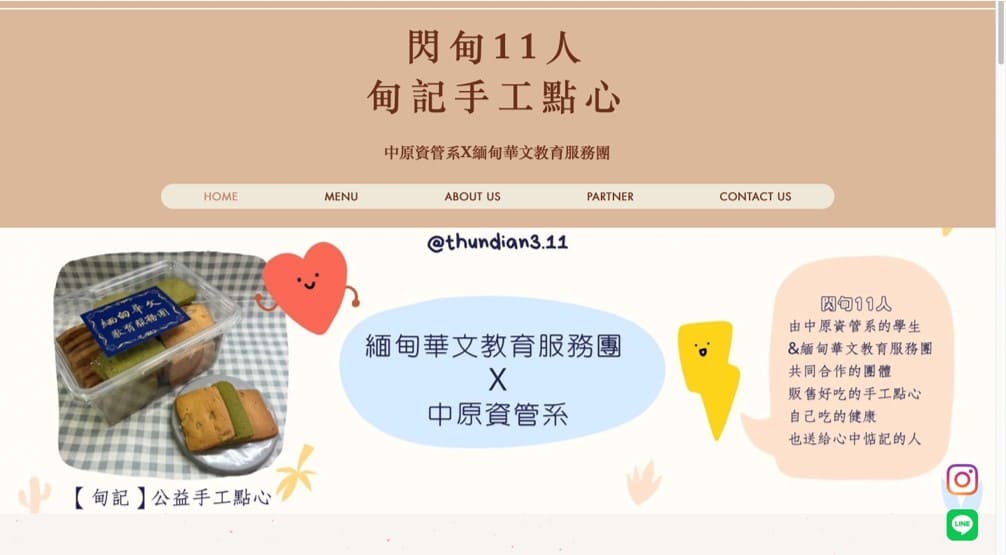 閃甸11人
甸記手工點心
中原資管系X緬甸華文教育服務團
HOME
MENU
ABOUT US
PARTNER
CONTACT US
@thundian3.11
緬甸華文
教育服務團
緬甸華文教育服務團
X
中原資管系
閃甸11人
由中原資管系的學生
&緬甸華文教育服務團
共同合作的團體
販售好吃的手工點心
自己吃的健康
也送給心中惦記的人
【甸記】公益手工點心
LINE